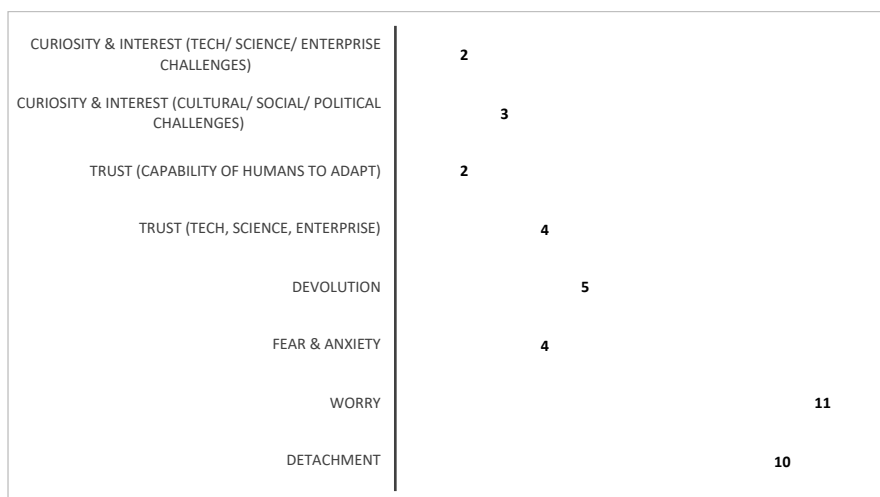 CURIOSITY & INTEREST (TECH/ SCIENCE/ ENTERPRISE
CHALLENGES)
2
CURIOSITY & INTEREST (CULTURAL/ SOCIAL/ POLITICAL
CHALLENGES)
3
TRUST (CAPABILITY OF HUMANS TO ADAPT)
2
TRUST (TECH, SCIENCE, ENTERPRISE)
4
DEVOLUTION
5
FEAR & ANXIETY
4
WORRY
11
DETACHMENT
10